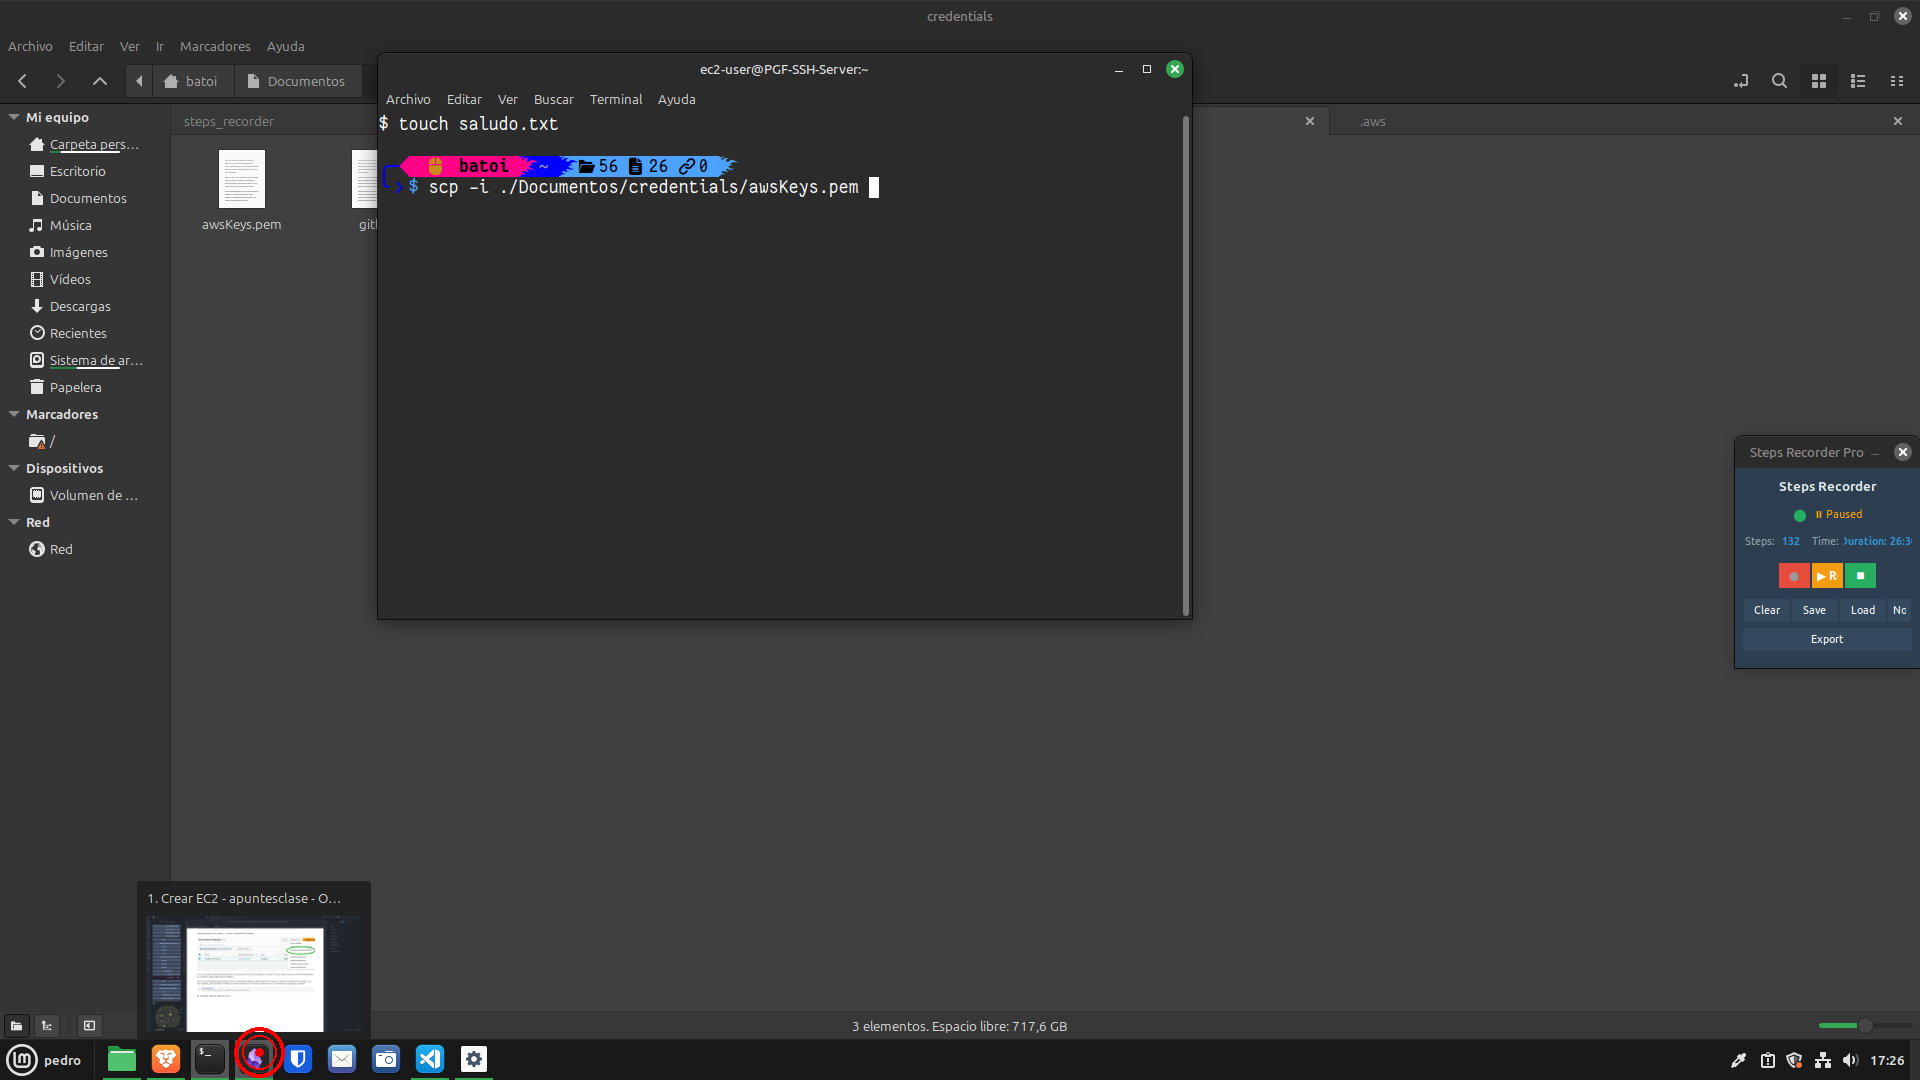 credentials
Archivo Editar Ver Ir Marcadores Ayuda
batoi Documentos
Mi equipo
Carpeta pers...
Escritorio
Documentos
Música
Imágenes
Vídeos
Descargas
Recientes
Sistema de ar...
Papelera
Marcadores
/
Dispositivos
Volumen de ...
Red
Red
steps_recorder
.aws
awsKeys.pem
ec2-user@PGF-SSH-Server:~
Archivo Editar Ver Buscar Terminal Ayuda
$ touch saludo.txt
batoi ~ 56 26 0
$ scp -i ./Documentos/credentials/awsKeys.pem
Steps Recorder Pro
Steps Recorder
Paused
Steps: 132 Time: Duration: 26:3
R
Clear Save Load No
Export
1. Crear EC2 - apuntesclase - O...
3 elementos. Espacio libre: 717,6 GB
pedro
17:26